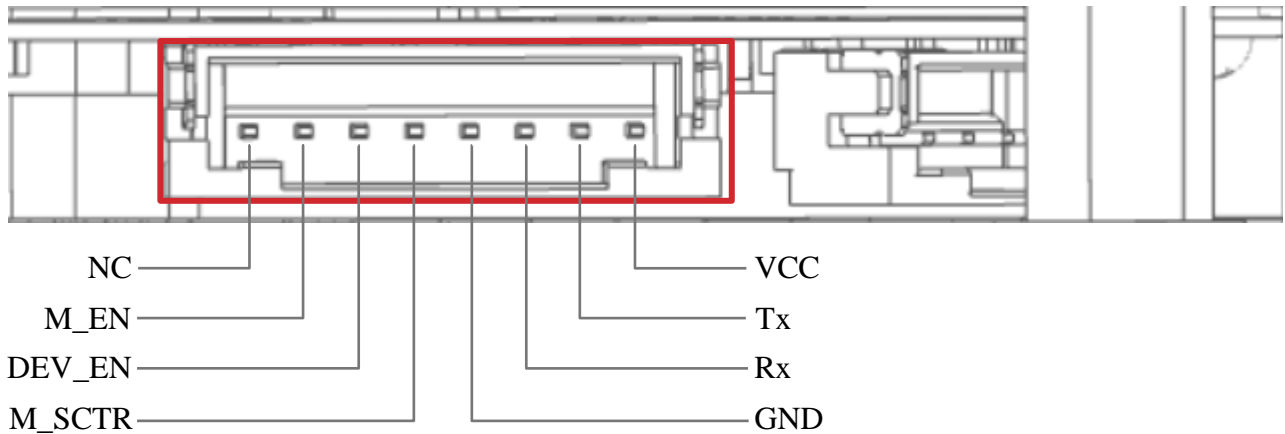 NC
VCC
M_EN
Tx
DEV_EN
Rx
M_SCTR
GND